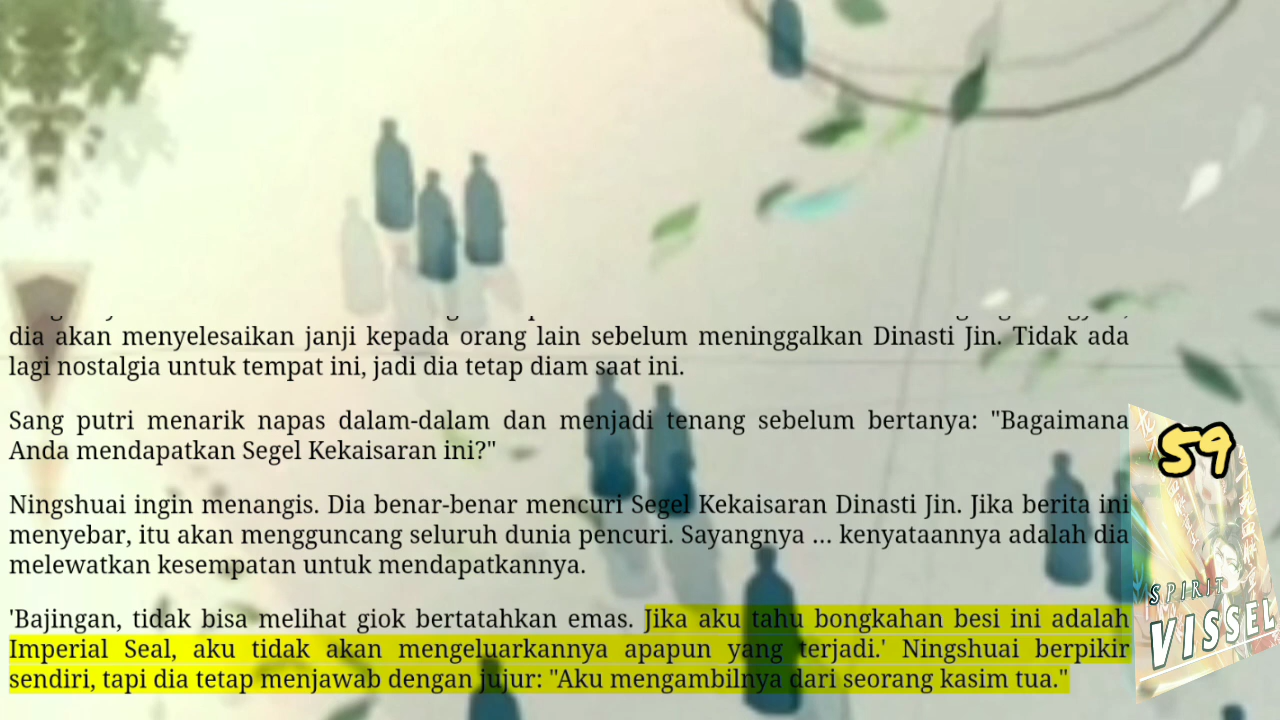 dia akan menyelesaikan janji kepada orang lain sebelum meninggalkan Dinasti Jin. Tidak ada
lagi nostalgia untuk tempat ini, jadi dia tetap diam saat ini.
Sang putri menarik napas dalam-dalam dan menjadi tenang sebelum bertanya: "Bagaimana
Anda mendapatkan Segel Kekaisaran ini?"
Ningshuai ingin menangis. Dia benar-benar mencuri Segel Kekaisaran Dinasti Jin. Jika berita ini
menyebar, itu akan mengguncang seluruh dunia pencuri. Sayangnya ... kenyataannya adalah dia
melewatkan kesempatan untuk mendapatkannya.
'Bajingan, tidak bisa melihat giok bertatahkan emas. Jika aku tahu bongkahan besi ini adalah
Imperial Seal, aku tidak akan mengeluarkannya apapun yang terjadi.' Ningshuai berpikir
sendiri, tapi dia tetap menjawab dengan jujur: "Aku mengambilnya dari seorang kasim tua."
59
SPIRIT
VISSEL